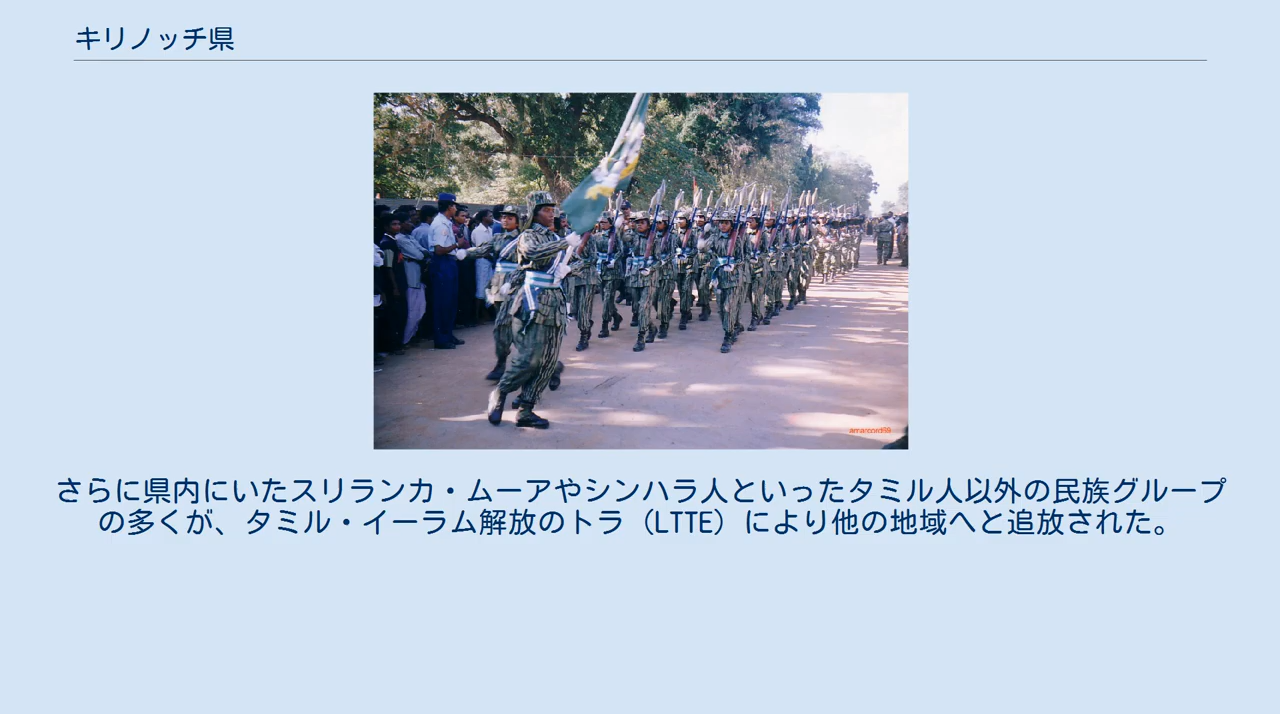 キリノッチ県
amarcord99
さらに県内にいたスリランカ・ムーアやシンハラ人といったタミル人以外の民族グループ
の多くが、タミル・イーラム解放のトラ（LTTE）により他の地域へと追放された。